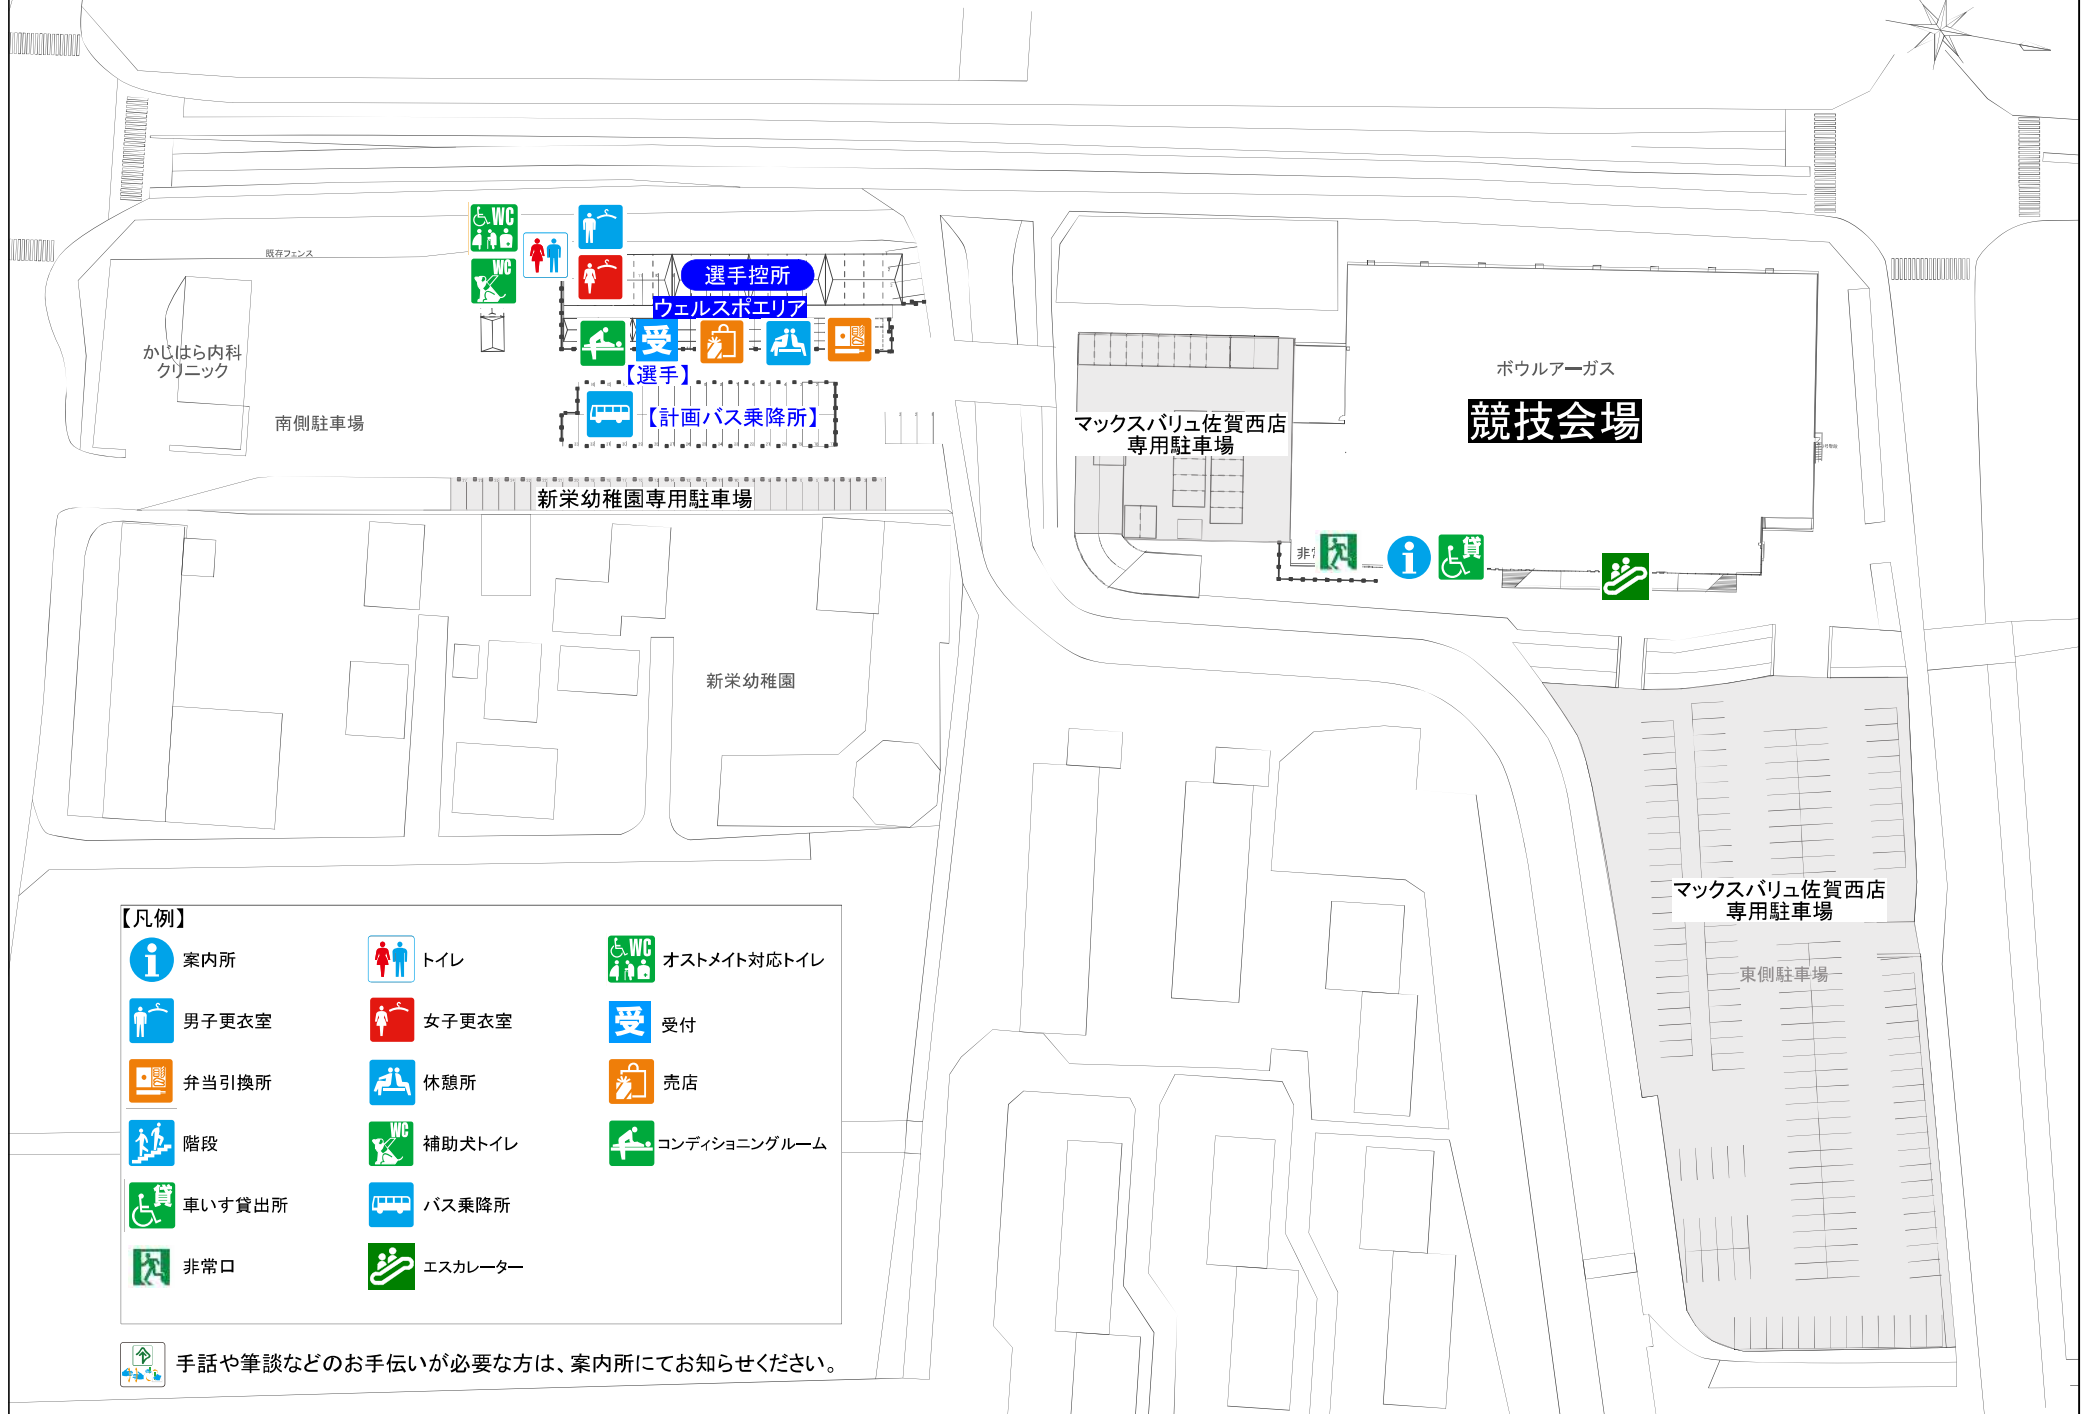 WC
WC
既存フェンス
選手控所
ウェルスポエリア
受
【選手】
【計画バス乗降所】
かじはら内科
クリニック
南側駐車場
新栄幼稚園専用駐車場
新栄幼稚園
マックスバリュ佐賀西店
専用駐車場
ボウルアーガス
競技会場
非
i
貸
マックスバリュ佐賀西店
専用駐車場
東側駐車場
【凡例】
i 案内所
トイレ
WC オストメイト対応トイレ
男子更衣室
女子更衣室
受 受付
弁当引換所
休憩所
売店
階段
WC 補助犬トイレ
コンディショニングルーム
貸 車いす貸出所
バス乗降所
非常口
エスカレーター
手話や筆談などのお手伝いが必要な方は、案内所にてお知らせください。